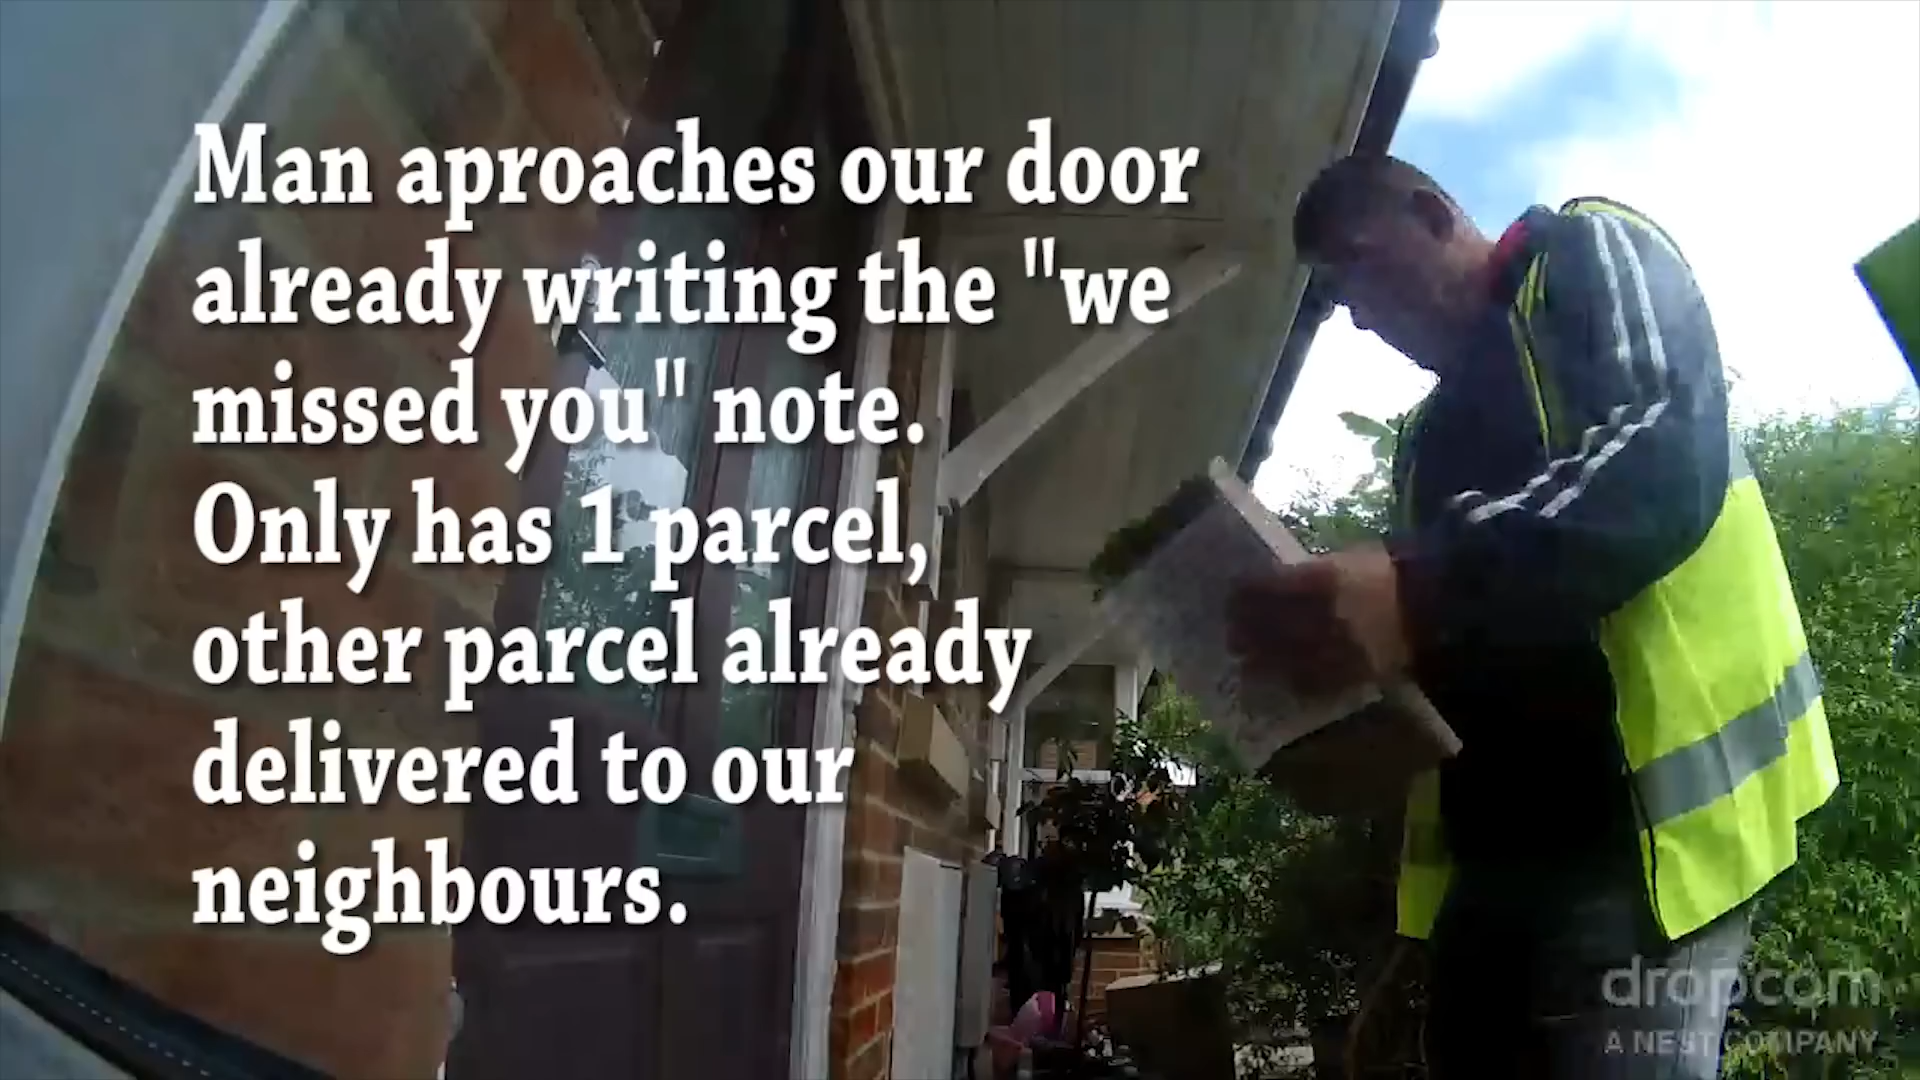 Man aproaches our door
already writing the "we
missed you" note.
Only has 1 parcel,
other parcel already
delivered to our
neighbours.
dropcam
A NEST COMPANY